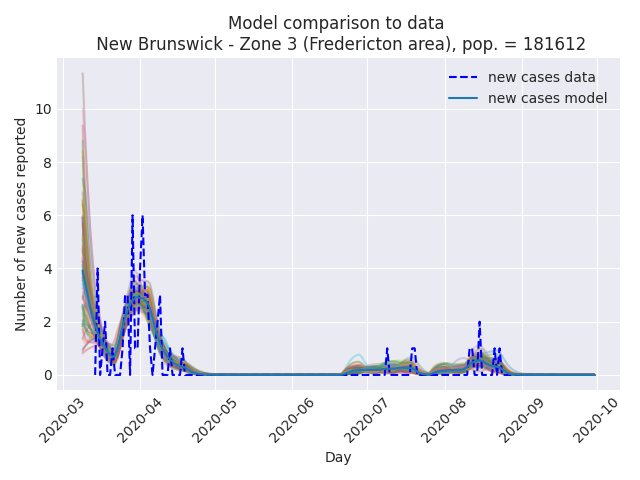 Model comparison to data
New Brunswick - Zone 3 (Fredericton area), pop. = 181612
new cases data
new cases model
Number of new cases reported
10
8
6
4
2
0
2020-03
2020-04
2020-05
2020-06
2020-07
2020-08
2020-09
2020-10
Day